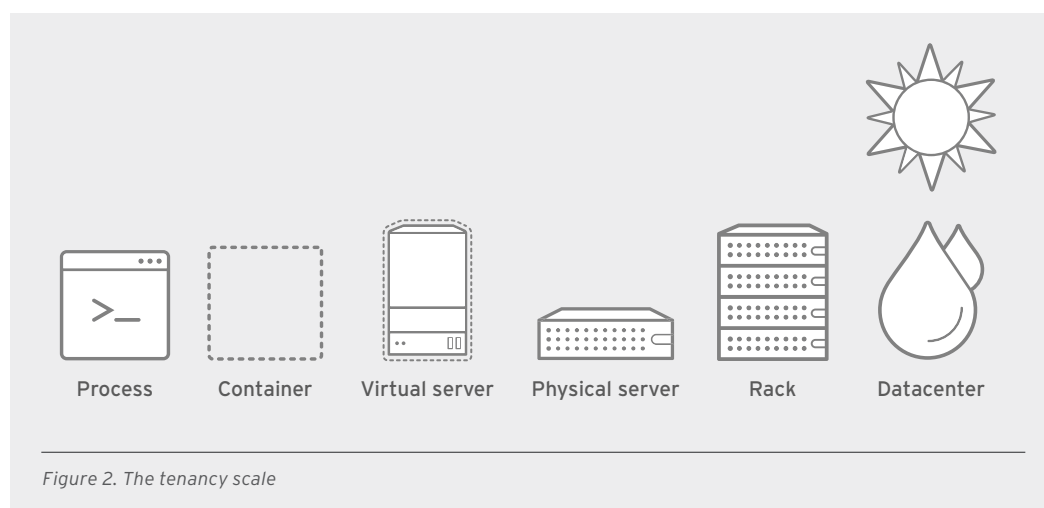 >_
Process Container Virtual server Physical server Rack Datacenter
Figure 2. The tenancy scale